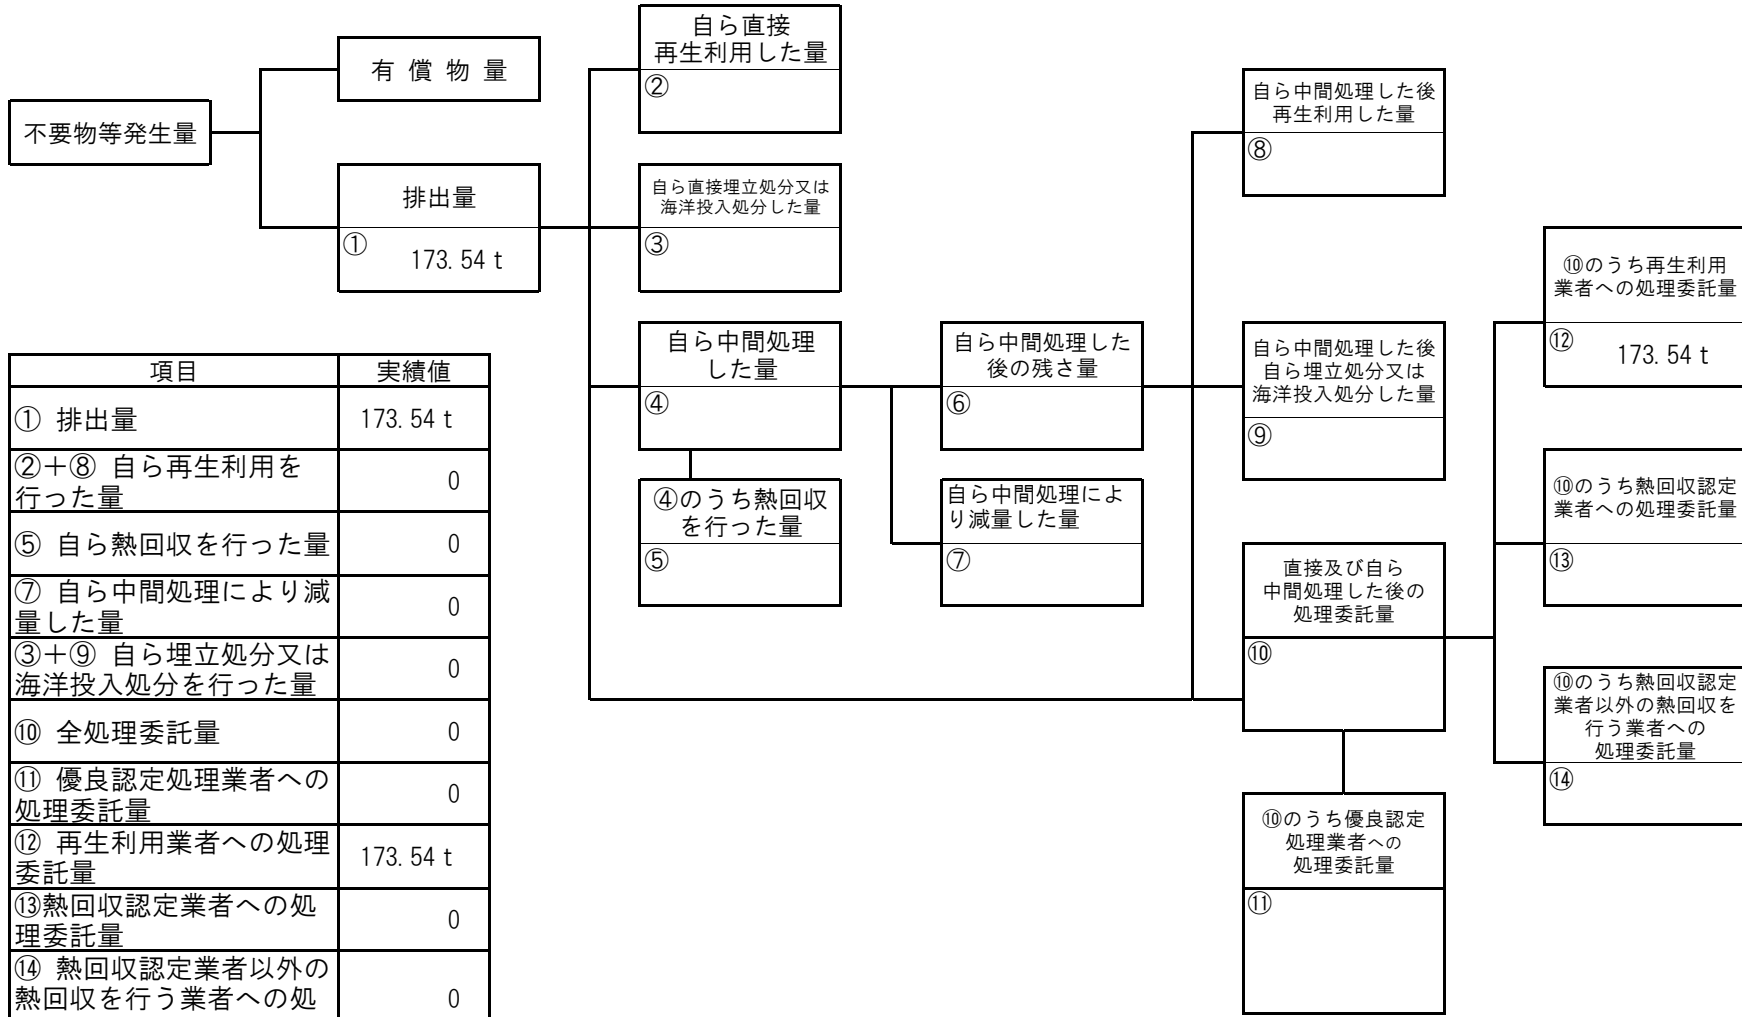 不要物等発生量
有 償 物 量
排出量
①
173.54 t
自ら直接
再生利用した量
②
自ら直接埋立処分又は
海洋投入処分した量
③
自ら中間処理
した量
④
④のうち熱回収
を行った量
⑤
自ら中間処理した
後の残さ量
⑥
自ら中間処理によ
り減量した量
⑦
自ら中間処理した後
再生利用した量
⑧
自ら中間処理した後
自ら埋立処分又は
海洋投入処分した量
⑨
直接及び自ら
中間処理した後の
処理委託量
⑩
⑩のうち優良認定
処理業者への
処理委託量
⑪
⑩のうち再生利用
業者への処理委託量
⑫
173.54 t
⑩のうち熱回収認定
業者への処理委託量
⑬
⑩のうち熱回収認定
業者以外の熱回収を
行う業者への
処理委託量
⑭
項目 実績値
① 排出量 173.54 t
②＋⑧ 自ら再生利用を
行った量 0
⑤ 自ら熱回収を行った量 0
⑦ 自ら中間処理により減
量した量 0
③＋⑨ 自ら埋立処分又は
海洋投入処分を行った量 0
⑩ 全処理委託量 0
⑪ 優良認定処理業者への
処理委託量 0
⑫ 再生利用業者への処理
委託量 173.54 t
⑬熱回収認定業者への処
理委託量 0
⑭ 熱回収認定業者以外の
熱回収を行う業者への処 0